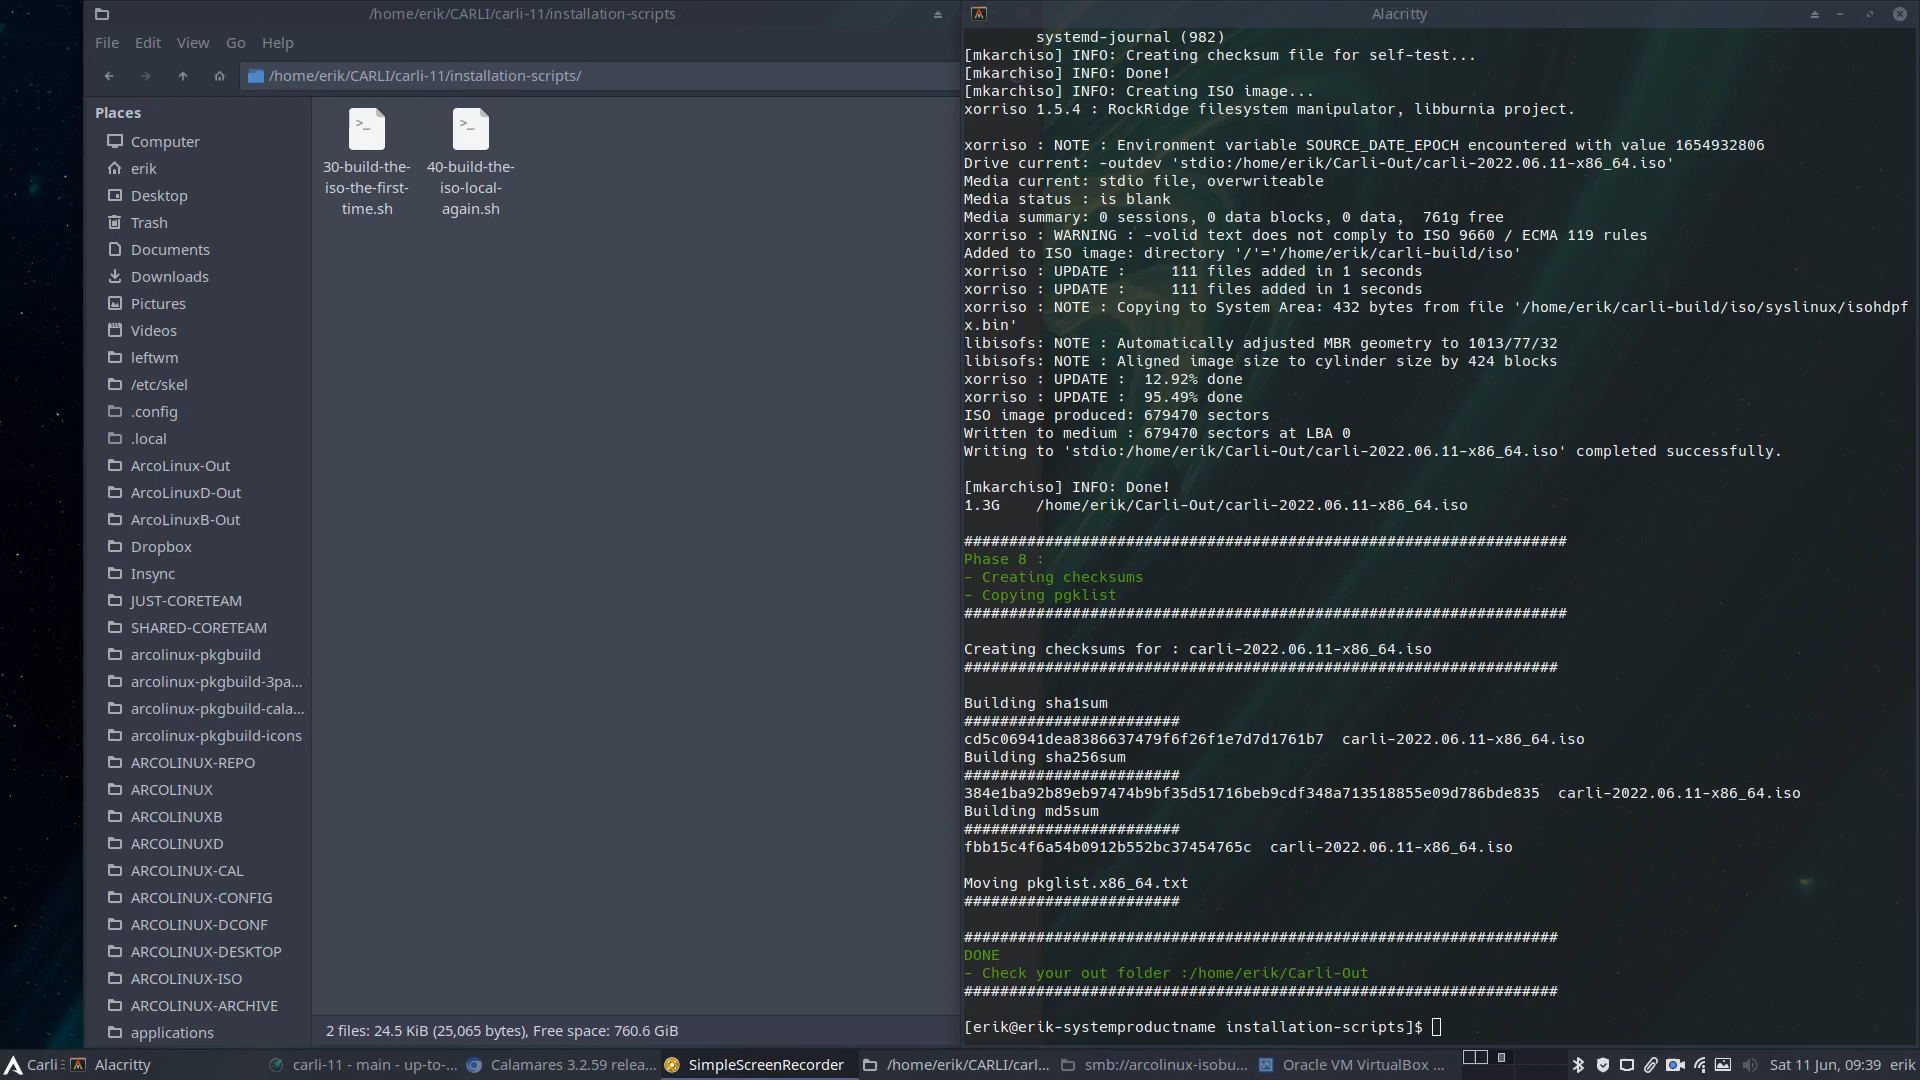 /home/erik/CARLI/carli-11/installation-scripts
File Edit View Go Help
/home/erik/CARLI/carli-11/installation-scripts/
Places
Computer
erik
Desktop
Trash
Documents
Downloads
Pictures
Videos
leftwm
/etc/skel
.config
.local
ArcoLinux-Out
ArcoLinuxD-Out
ArcoLinuxB-Out
Dropbox
Insync
JUST-CORETEAM
SHARED-CORETEAM
arcolinux-pkgbuild
arcolinux-pkgbuild-3pa...
arcolinux-pkgbuild-cala...
arcolinux-pkgbuild-icons
ARCOLINUX-REPO
ARCOLINUX
ARCOLINUXB
ARCOLINUXD
ARCOLINUX-CAL
ARCOLINUX-CONFIG
ARCOLINUX-DCONF
ARCOLINUX-DESKTOP
ARCOLINUX-ISO
ARCOLINUX-ARCHIVE
applications
30-build-the-
iso-the-first-
time.sh
40-build-the-
iso-local-
again.sh
2 files: 24.5 KiB (25,065 bytes), Free space: 760.6 GiB
Alacritty
systemd-journal (982)
[mkarchiso] INFO: Creating checksum file for self-test...
[mkarchiso] INFO: Done!
[mkarchiso] INFO: Creating ISO image...
xorriso 1.5.4 : RockRidge filesystem manipulator, libburnia project.
xorriso : NOTE : Environment variable SOURCE_DATE_EPOCH encountered with value 1654932806
Drive current: -outdev 'stdio:/home/erik/Carli-Out/carli-2022.06.11-x86_64.iso'
Media current: stdio file, overwriteable
Media status : is blank
Media summary: 0 sessions, 0 data blocks, 0 data,  761g free
xorriso : WARNING : -volid text does not comply to ISO 9660 / ECMA 119 rules
Added to ISO image: directory '/'='/home/erik/carli-build/iso'
xorriso : UPDATE :     111 files added in 1 seconds
xorriso : UPDATE :     111 files added in 1 seconds
xorriso : NOTE : Copying to System Area: 432 bytes from file '/home/erik/carli-build/iso/syslinux/isohdpf
x.bin'
libisofs: NOTE : Automatically adjusted MBR geometry to 1013/77/32
libisofs: NOTE : Aligned image size to cylinder size by 424 blocks
xorriso : UPDATE :  12.92% done
xorriso : UPDATE :  95.49% done
ISO image produced: 679470 sectors
Written to medium : 679470 sectors at LBA 0
Writing to 'stdio:/home/erik/Carli-Out/carli-2022.06.11-x86_64.iso' completed successfully.
[mkarchiso] INFO: Done!
1.3G    /home/erik/Carli-Out/carli-2022.06.11-x86_64.iso
###################################################################
Phase 8 :
- Creating checksums
- Copying pgklist
###################################################################
Creating checksums for : carli-2022.06.11-x86_64.iso
##################################################################
Building sha1sum
########################
cd5c06941dea8386637479f6f26f1e7d7d1761b7  carli-2022.06.11-x86_64.iso
Building sha256sum
########################
384e1ba92b89eb97474b9bf35d51716beb9cdf348a713518855e09d786bde835  carli-2022.06.11-x86_64.iso
Building md5sum
########################
fbb15c4f6a54b0912b552bc37454765c  carli-2022.06.11-x86_64.iso
Moving pkglist.x86_64.txt
########################
##################################################################
DONE
- Check your out folder :/home/erik/Carli-Out
##################################################################
[erik@erik-systemproductname installation-scripts]$
Carli Alacritty carli-11 - main - up-to-... Calamares 3.2.59 relea... SimpleScreenRecorder /home/erik/CARLI/carl... smb://arcolinux-isobu... Oracle VM VirtualBox ... Sat 11 Jun, 09:39 erik